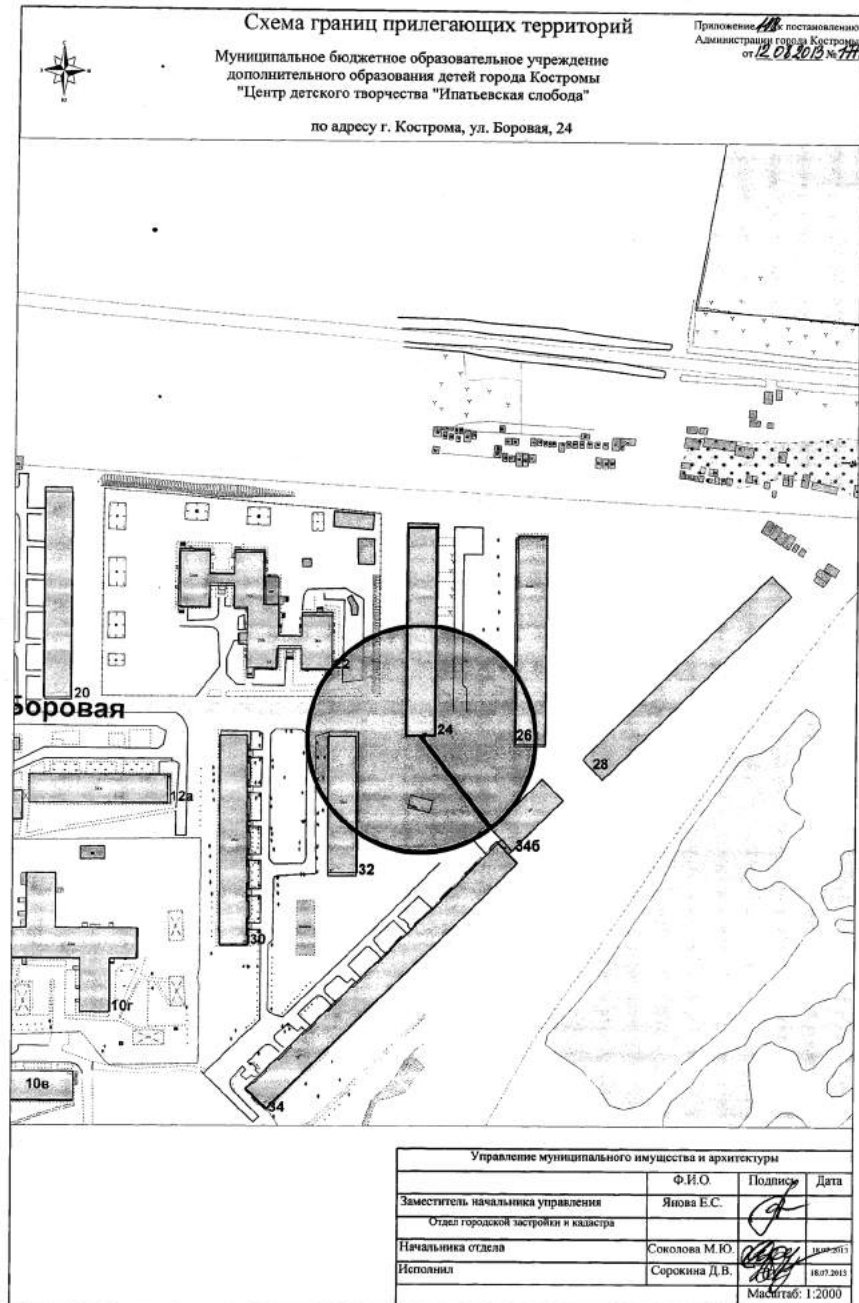 Схема границ прилегающих территорий
Приложение к постановлению
Администрации города Костромы
от 12.08.2013 №
Муниципальное бюджетное образовательное учреждение
дополнительного образования детей города Костромы
"Центр детского творчества "Ипатьевская слобода"
по адресу г. Кострома, ул. Боровая, 24
С
Ю
22
20
Боровая
24
26
28
12а
34б
32
30
10г
10в
34
Управление муниципального имущества и архитектуры
Ф.И.О. Подпись Дата
Заместитель начальника управления Янова Е.С.
Отдел городской застройки и кадастра
Начальника отдела Соколова М.Ю. 18.07.2013
Исполнил Сорокина Д.В. 18.07.2013
Масштаб: 1:2000